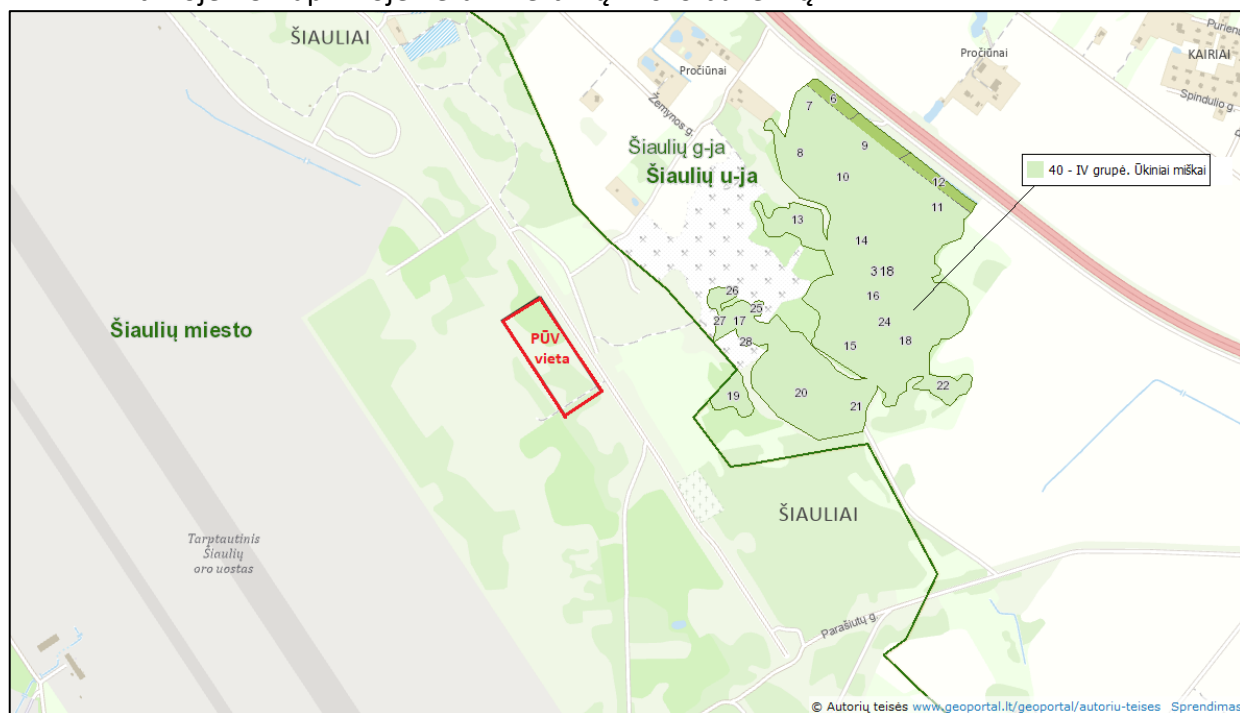 ŠIAULIAI
Pročiūnai
Pročiūnai
KAIRIAI
Spindulio g.
Žemynos g.
Šiaulių g-ja
Šiaulių u-ja
40 - IV grupė. Ūkiniai miškai
7
6
8
9
10
12
11
13
14
3 18
16
26
25
27
17
24
28
15
18
22
19
20
21
Šiaulių miesto
PŪV
vieta
ŠIAULIAI
Tarptautinis
Šiaulių
oro uostas
Parašiutų g.
© Autorių teisės www.geoportal.lt/geoportal/autoriu-teises Sprendimas